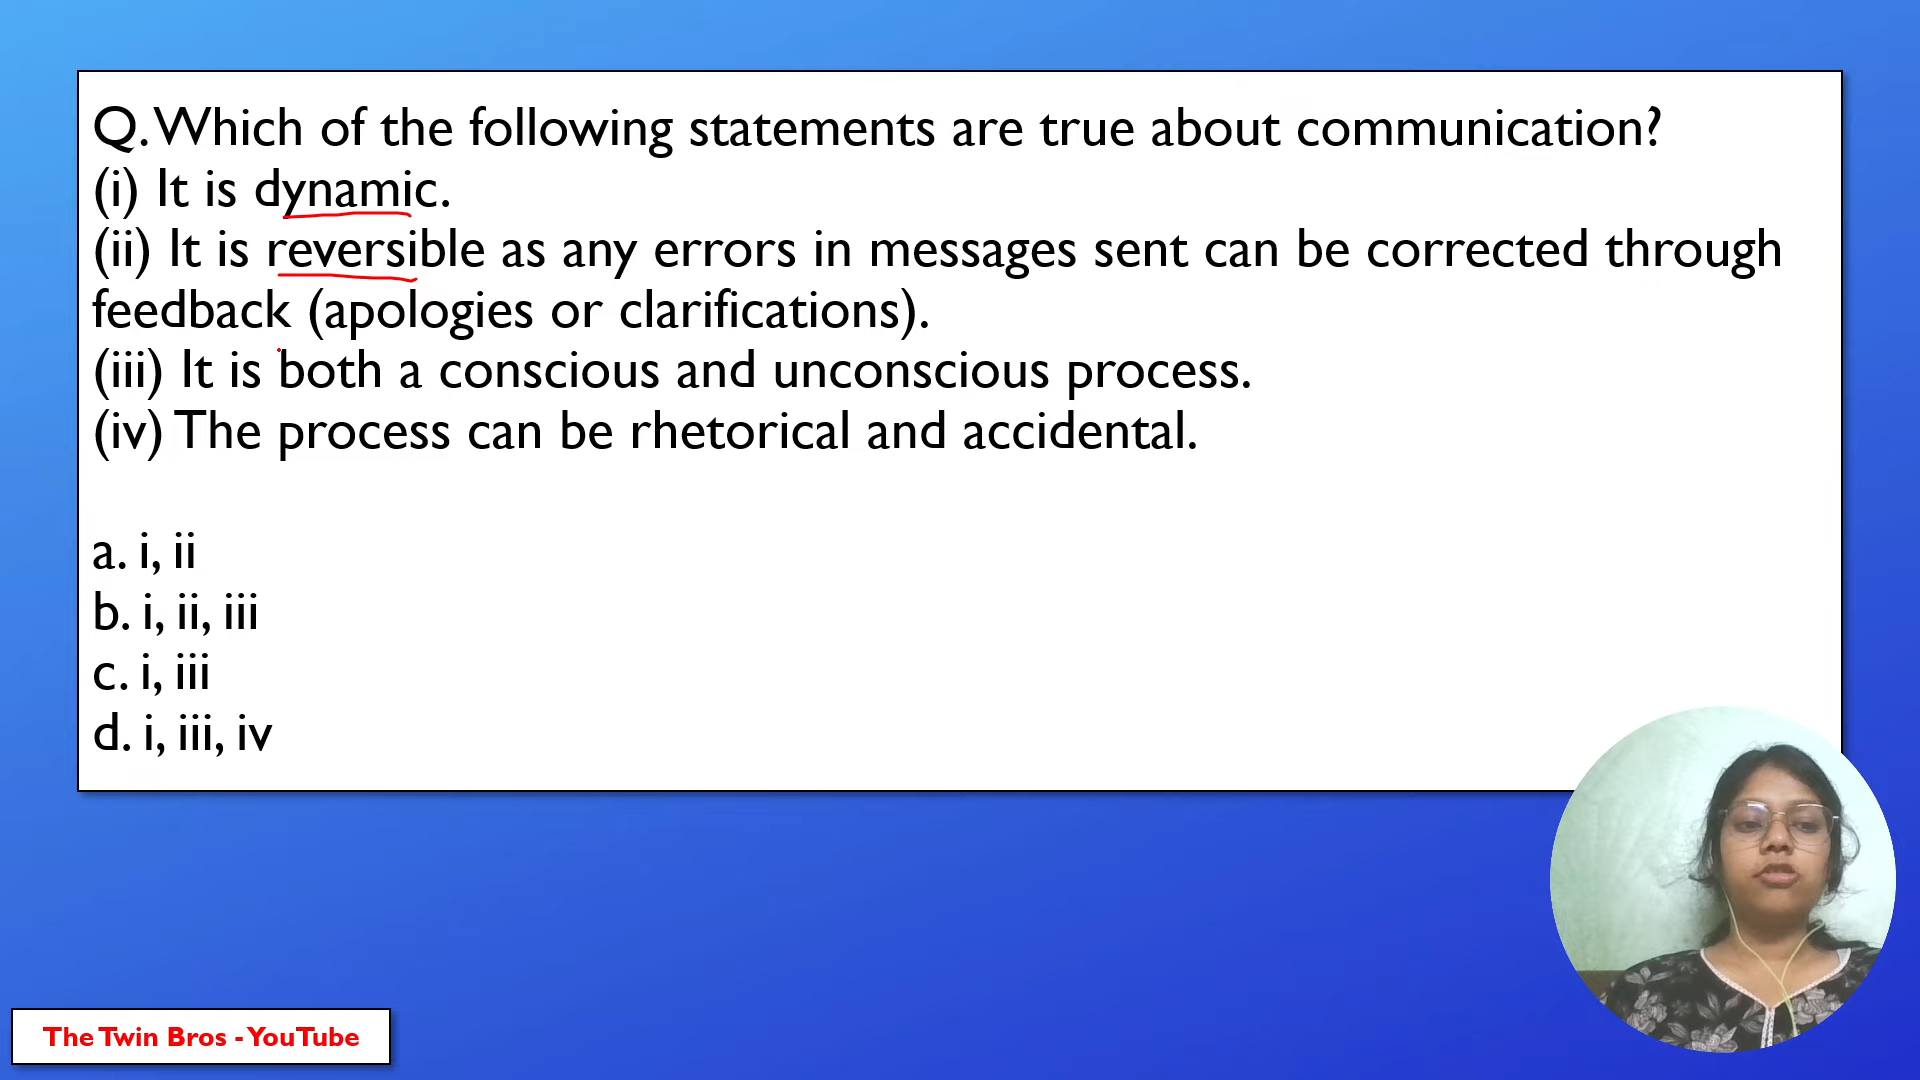 Q. Which of the following statements are true about communication?
(i) It is dynamic.
(ii) It is reversible as any errors in messages sent can be corrected through
feedback (apologies or clarifications).
(iii) It is both a conscious and unconscious process.
(iv) The process can be rhetorical and accidental.
a. i, ii
b. i, ii, iii
c. i, iii
d. i, iii, iv
The Twin Bros - YouTube